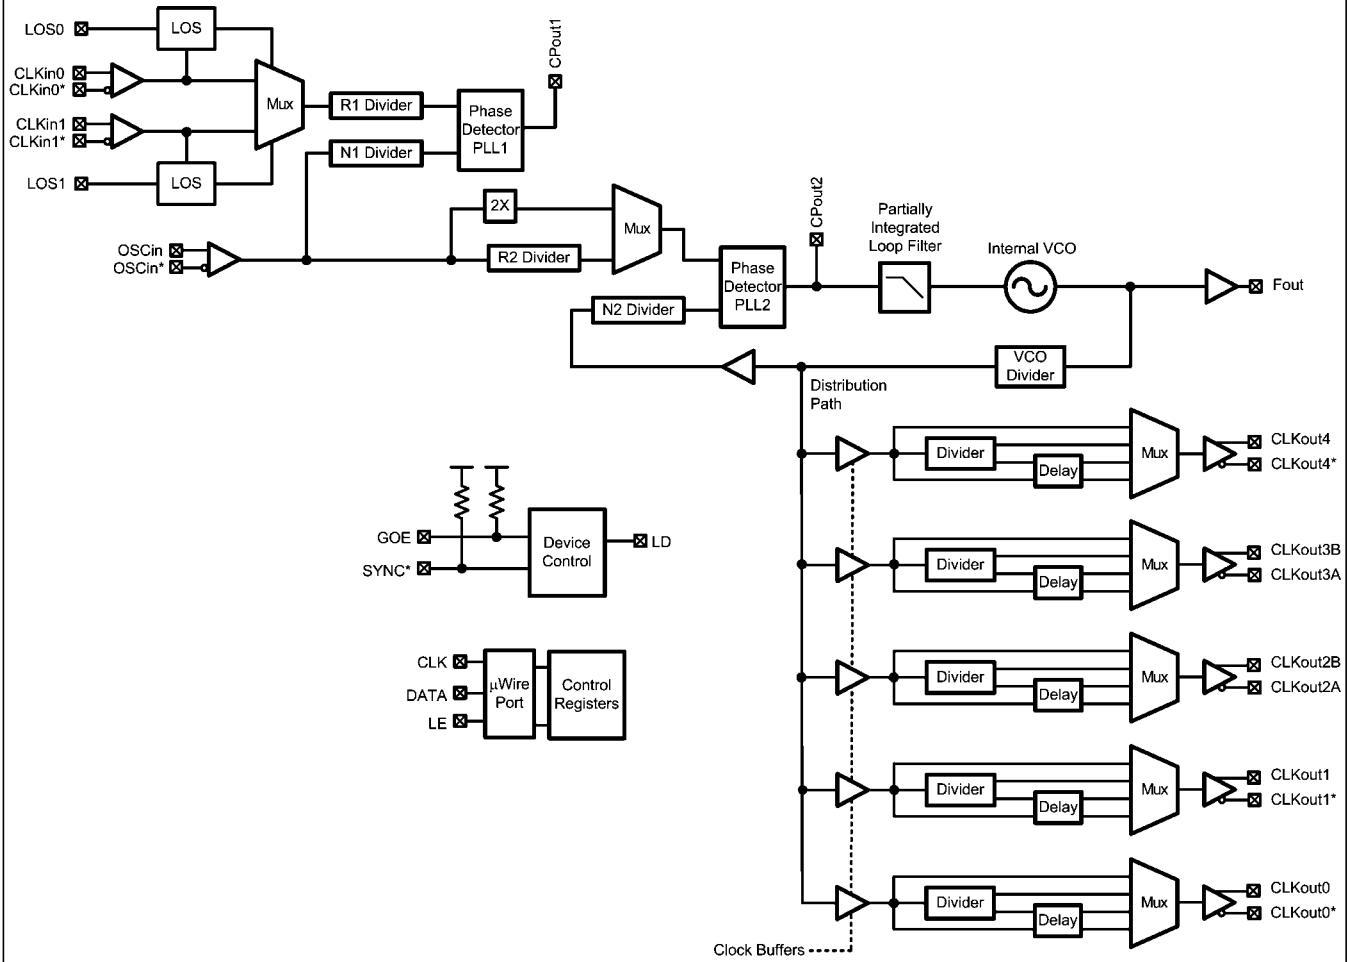 LOS0
LOS
CLKin0
CLKin0*
CLKin1
CLKin1*
LOS1
LOS
Mux
R1 Divider
N1 Divider
Phase
Detector
PLL1
CPout1
OSCin
OSCin*
2X
R2 Divider
Mux
N2 Divider
Phase
Detector
PLL2
CPout2
Partially
Integrated
Loop Filter
Internal VCO
Fout
VCO
Divider
Distribution
Path
Divider
Delay
Mux
CLKout4
CLKout4*
GOE
SYNC*
Device
Control
LD
Divider
Delay
Mux
CLKout3B
CLKout3A
CLK
DATA
LE
μWire
Port
Control
Registers
Divider
Delay
Mux
CLKout2B
CLKout2A
Divider
Delay
Mux
CLKout1
CLKout1*
Divider
Delay
Mux
CLKout0
CLKout0*
Clock Buffers